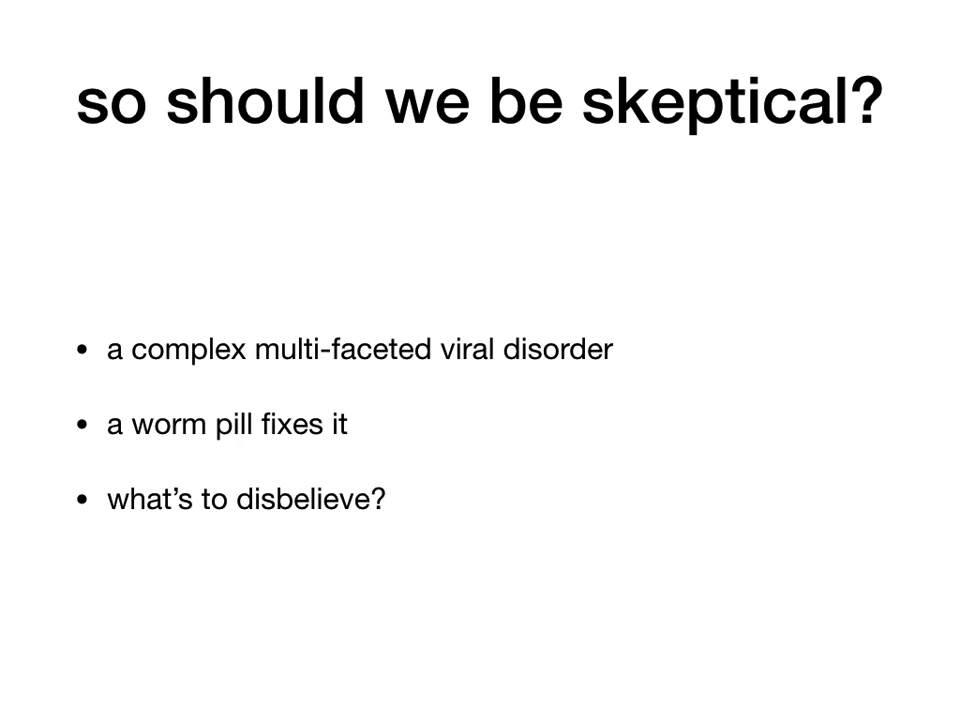 so should we be skeptical?
• a complex multi-faceted viral disorder
• a worm pill fixes it
• what’s to disbelieve?